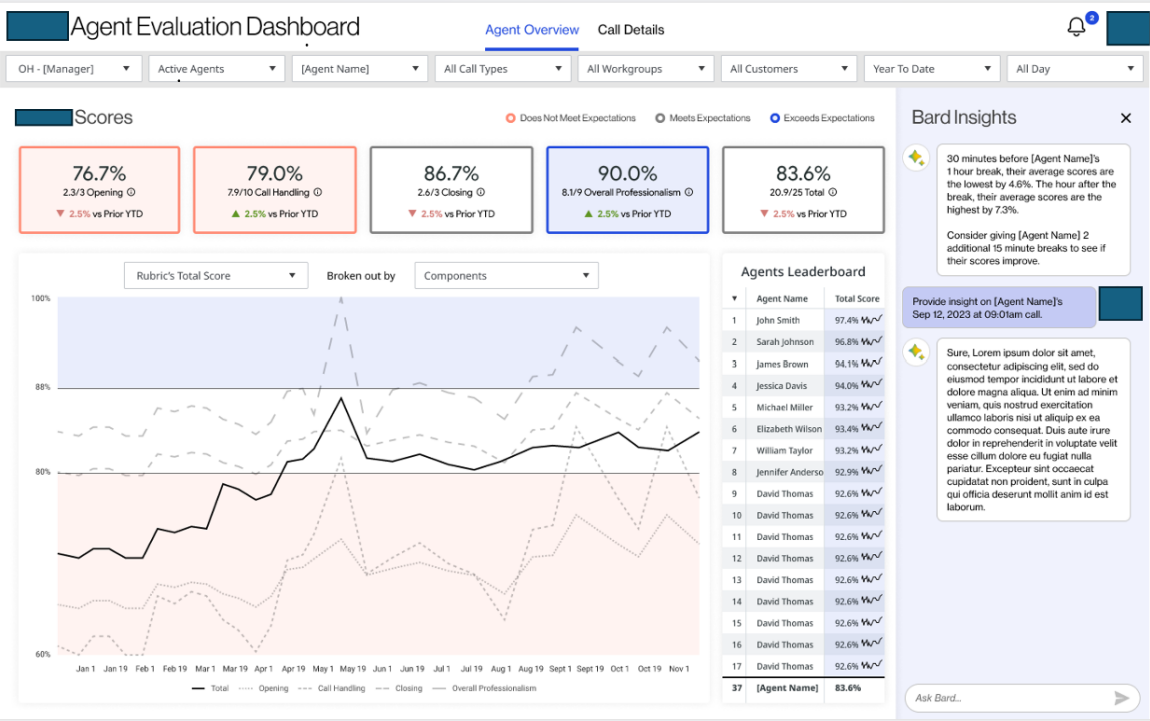 Agent Evaluation Dashboard
Agent Overview Call Details
2
OH - [Manager] Active Agents [Agent Name] All Call Types All Workgroups All Customers Year To Date All Day
Scores
Does Not Meet Expectations Meets Expectations Exceeds Expectations
76.7%
2.3/3 Opening
2.5% vs Prior YTD
79.0%
7.9/10 Call Handling
2.5% vs Prior YTD
86.7%
2.6/3 Closing
2.5% vs Prior YTD
90.0%
8.1/9 Overall Professionalism
2.5% vs Prior YTD
83.6%
20.9/25 Total
2.5% vs Prior YTD
Rubric's Total Score Broken out by Components
100%
88%
80%
60%
Jan 1 Jan 19 Feb 1 Feb 19 Mar 1 Mar 19 Apr 1 Apr 19 May 1 May 19 Jun 1 Jun 19 Jul 1 Jul 19 Aug 1 Aug 19 Sept 1 Sept 19 Oct 1 Oct 19 Nov 1
Total Opening Call Handling Closing Overall Professionalism
Agents Leaderboard
Agent Name Total Score
1 John Smith 97.4%
2 Sarah Johnson 96.8%
3 James Brown 94.1%
4 Jessica Davis 94.0%
5 Michael Miller 93.2%
6 Elizabeth Wilson 93.4%
7 William Taylor 93.2%
8 Jennifer Anderso 92.9%
9 David Thomas 92.6%
10 David Thomas 92.6%
11 David Thomas 92.6%
12 David Thomas 92.6%
13 David Thomas 92.6%
14 David Thomas 92.6%
15 David Thomas 92.6%
16 David Thomas 92.6%
17 David Thomas 92.6%
37 [Agent Name] 83.6%
Bard Insights
30 minutes before [Agent Name]'s
1 hour break, their average scores are
the lowest by 4.6%. The hour after the
break, their average scores are the
highest by 7.3%.
Consider giving [Agent Name] 2
additional 15 minute breaks to see if
their scores improve.
Provide insight on [Agent Name]'s
Sep 12, 2023 at 09:01am call.
Sure, Lorem ipsum dolor sit amet,
consectetur adipiscing elit, sed do
eiusmod tempor incididunt ut labore et
dolore magna aliqua. Ut enim ad minim
veniam, quis nostrud exercitation
ullamco laboris nisi ut aliquip ex ea
commodo consequat. Duis aute irure
dolor in reprehenderit in voluptate velit
esse cillum dolore eu fugiat nulla
pariatur. Excepteur sint occaecat
cupidatat non proident, sunt in culpa
qui officia deserunt mollit anim id est
laborum.
Ask Bard...